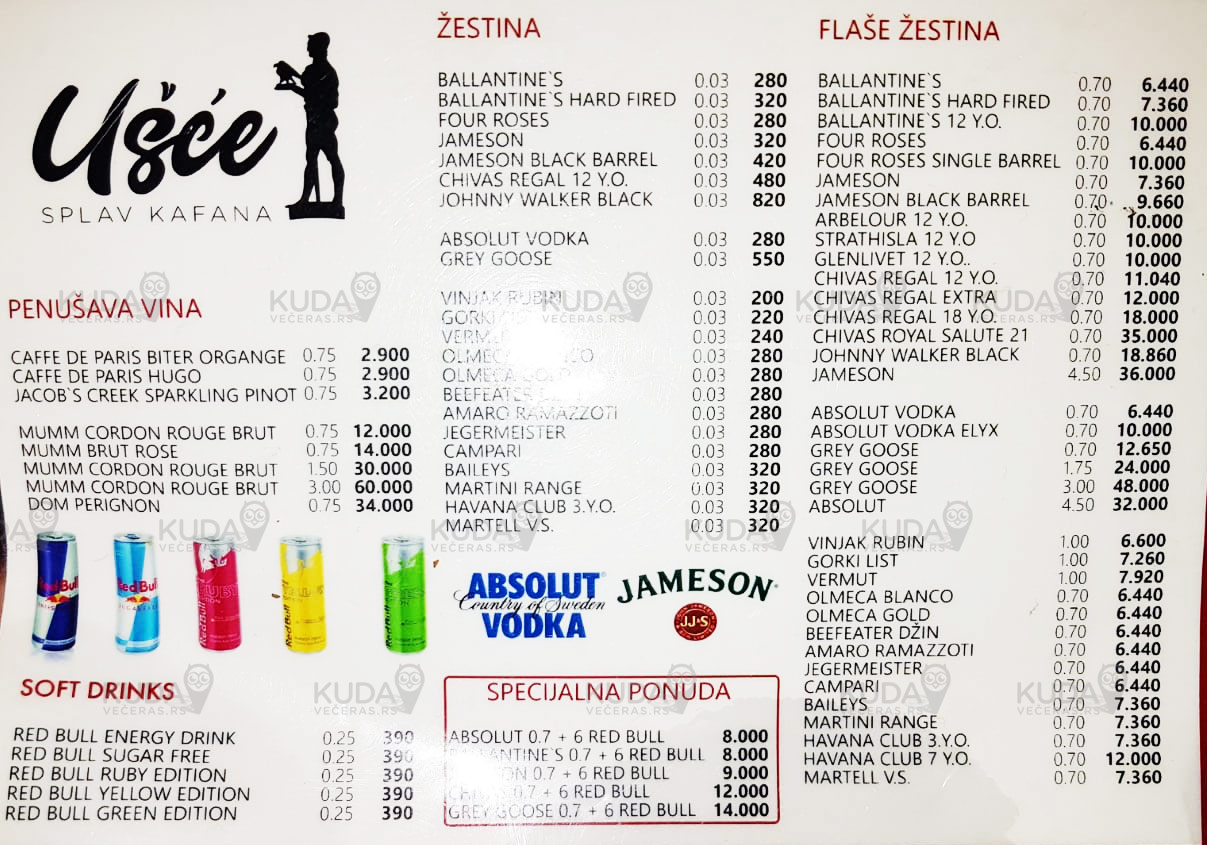 Ušće
SPLAV KAFANA
PENUŠAVA VINA
CAFFE DE PARIS BITER ORGANGE 0.75 2.900
CAFFE DE PARIS HUGO 0.75 2.900
JACOB`S CREEK SPARKLING PINOT 0.75 3.200
MUMM CORDON ROUGE BRUT 0.75 12.000
MUMM BRUT ROSE 0.75 14.000
MUMM CORDON ROUGE BRUT 1.50 30.000
MUMM CORDON ROUGE BRUT 3.00 60.000
DOM PERIGNON 0.75 34.000
SOFT DRINKS
RED BULL ENERGY DRINK 0.25 390
RED BULL SUGAR FREE 0.25 390
RED BULL RUBY EDITION 0.25 390
RED BULL YELLOW EDITION 0.25 390
RED BULL GREEN EDITION 0.25 390
ŽESTINA
BALLANTINE`S 0.03 280
BALLANTINE`S HARD FIRED 0.03 320
FOUR ROSES 0.03 280
JAMESON 0.03 320
JAMESON BLACK BARREL 0.03 420
CHIVAS REGAL 12 Y.O. 0.03 480
JOHNNY WALKER BLACK 0.03 820
ABSOLUT VODKA 0.03 280
GREY GOOSE 0.03 550
VINJAK RUBIN 0.03 200
GORKI 0.03 220
0.03 240
OLMECA 0.03 280
OLMECA GOLD 0.03 280
BEEFEATER 0.03 280
AMARO RAMAZZOTI 0.03 280
JEGERMEISTER 0.03 280
CAMPARI 0.03 280
BAILEYS 0.03 320
MARTINI RANGE 0.03 320
HAVANA CLUB 3.Y.O. 0.03 320
MARTELL V.S. 0.03 320
ABSOLUT
Country of Sweden
VODKA
JAMESON
JJ&S
SPECIJALNA PONUDA
ABSOLUT 0.7 + 6 RED BULL 8.000
BALLANTINE`S 0.7 + 6 RED BULL 8.000
0.7 + 6 RED BULL 9.000
0.7 + 6 RED BULL 12.000
GREY GOOSE 0.7 + 6 RED BULL 14.000
FLAŠE ŽESTINA
BALLANTINE`S 0.70 6.440
BALLANTINE`S HARD FIRED 0.70 7.360
BALLANTINE`S 12 Y.O. 0.70 10.000
FOUR ROSES 0.70 6.440
FOUR ROSES SINGLE BARREL 0.70 10.000
JAMESON 0.70 7.360
JAMESON BLACK BARREL 0.70 9.660
ARBELOUR 12 Y.O. 0.70 10.000
STRATHISLA 12 Y.O 0.70 10.000
GLENLIVET 12 Y.O.. 0.70 10.000
CHIVAS REGAL 12 Y.O. 0.70 11.040
CHIVAS REGAL EXTRA 0.70 12.000
CHIVAS REGAL 18 Y.O. 0.70 18.000
CHIVAS ROYAL SALUTE 21 0.70 35.000
JOHNNY WALKER BLACK 0.70 18.860
JAMESON 4.50 36.000
ABSOLUT VODKA 0.70 6.440
ABSOLUT VODKA ELYX 0.70 10.000
GREY GOOSE 0.70 12.650
GREY GOOSE 1.75 24.000
GREY GOOSE 3.00 48.000
ABSOLUT 4.50 32.000
VINJAK RUBIN 1.00 6.600
GORKI LIST 1.00 7.260
VERMUT 1.00 7.920
OLMECA BLANCO 0.70 6.440
OLMECA GOLD 0.70 6.440
BEEFEATER DŽIN 0.70 6.440
AMARO RAMAZZOTI 0.70 6.440
JEGERMEISTER 0.70 6.440
CAMPARI 0.70 6.440
BAILEYS 0.70 7.360
MARTINI RANGE 0.70 7.360
HAVANA CLUB 3.Y.O. 0.70 7.360
HAVANA CLUB 7 Y.O. 0.70 12.000
MARTELL V.S. 0.70 7.360
KUDA VEČERAS.RS